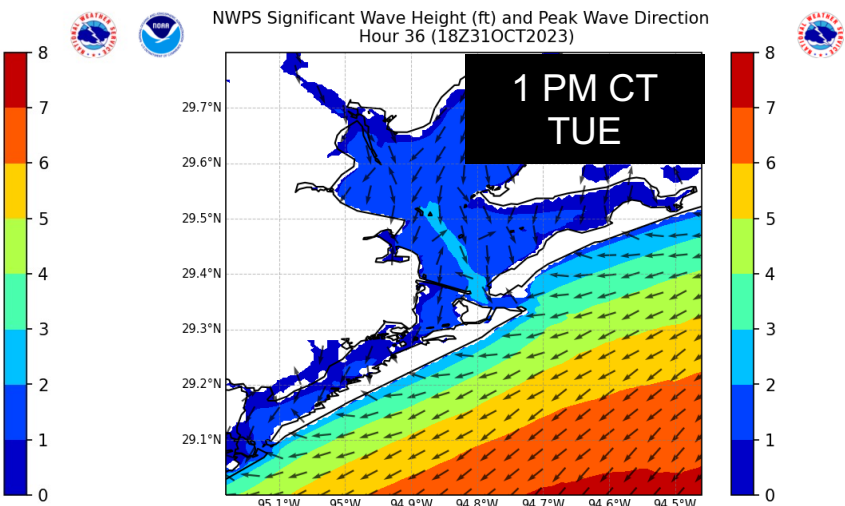 NWPS Significant Wave Height (ft) and Peak Wave Direction
Hour 36 (18Z31OCT2023)
NOAA
1 PM CT
TUE
8
7
6
5
4
3
2
1
0
29.7°N
29.6°N
29.5°N
29.4°N
29.3°N
29.2°N
29.1°N
95.1°W 95°W 94.9°W 94.8°W 94.7°W 94.6°W 94.5°W
8
7
6
5
4
3
2
1
0